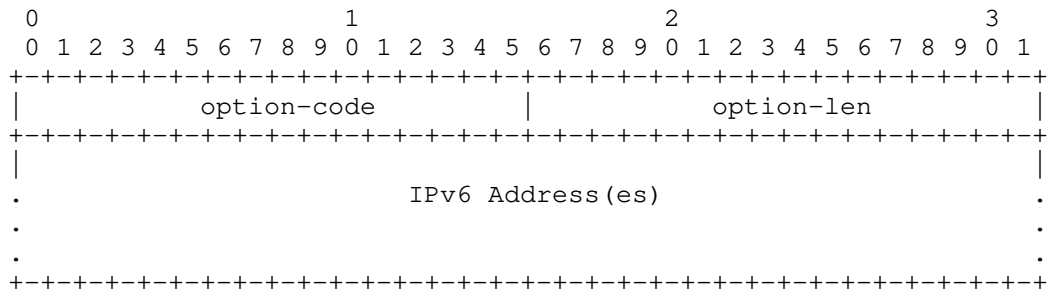 0                   1                   2                   3
 0 1 2 3 4 5 6 7 8 9 0 1 2 3 4 5 6 7 8 9 0 1 2 3 4 5 6 7 8 9 0 1
+-+-+-+-+-+-+-+-+-+-+-+-+-+-+-+-+-+-+-+-+-+-+-+-+-+-+-+-+-+-+-+-+
|          option-code          |           option-len          |
+-+-+-+-+-+-+-+-+-+-+-+-+-+-+-+-+-+-+-+-+-+-+-+-+-+-+-+-+-+-+-+-+
|                                                               |
.                        IPv6 Address(es)                       .
.                                                               .
.                                                               .
+-+-+-+-+-+-+-+-+-+-+-+-+-+-+-+-+-+-+-+-+-+-+-+-+-+-+-+-+-+-+-+-+